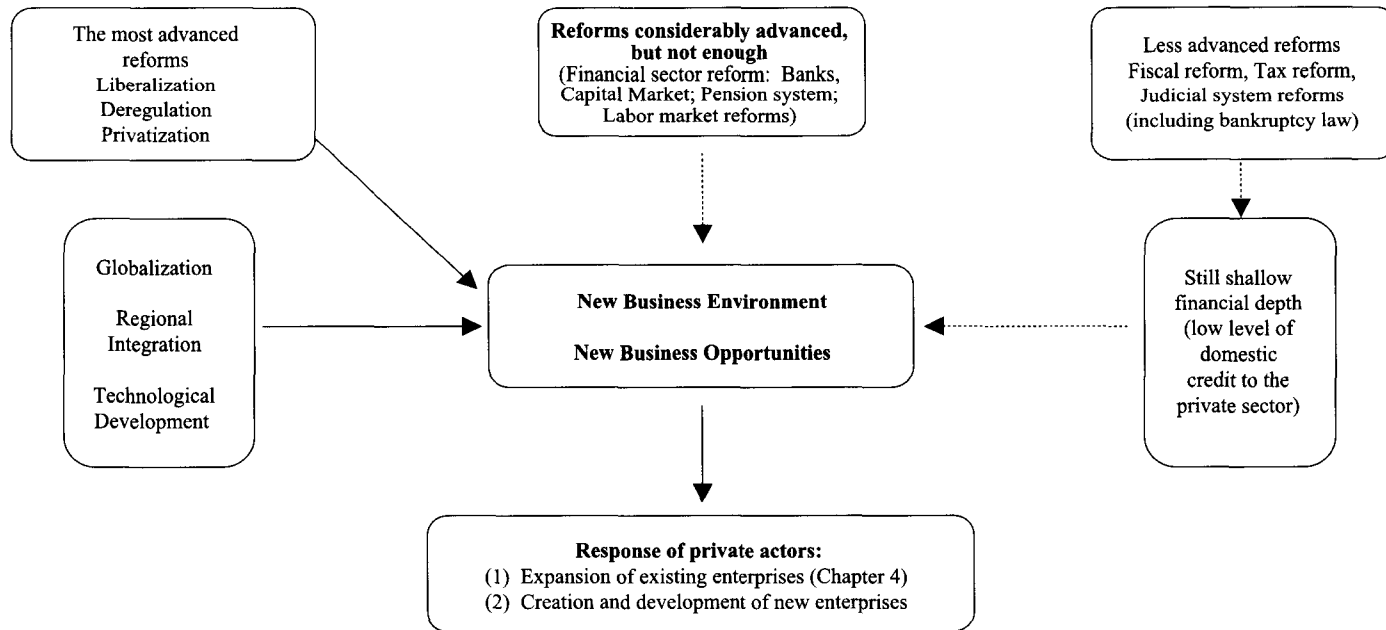 The most advanced
reforms
Liberalization
Deregulation
Privatization
Reforms considerably advanced,
but not enough
(Financial sector reform: Banks,
Capital Market; Pension system;
Labor market reforms)
Less advanced reforms
Fiscal reform, Tax reform,
Judicial system reforms
(including bankruptcy law)
Globalization
Regional
Integration
Technological
Development
New Business Environment
New Business Opportunities
Still shallow
financial depth
(low level of
domestic
credit to the
private sector)
Response of private actors:
(1) Expansion of existing enterprises (Chapter 4)
(2) Creation and development of new enterprises